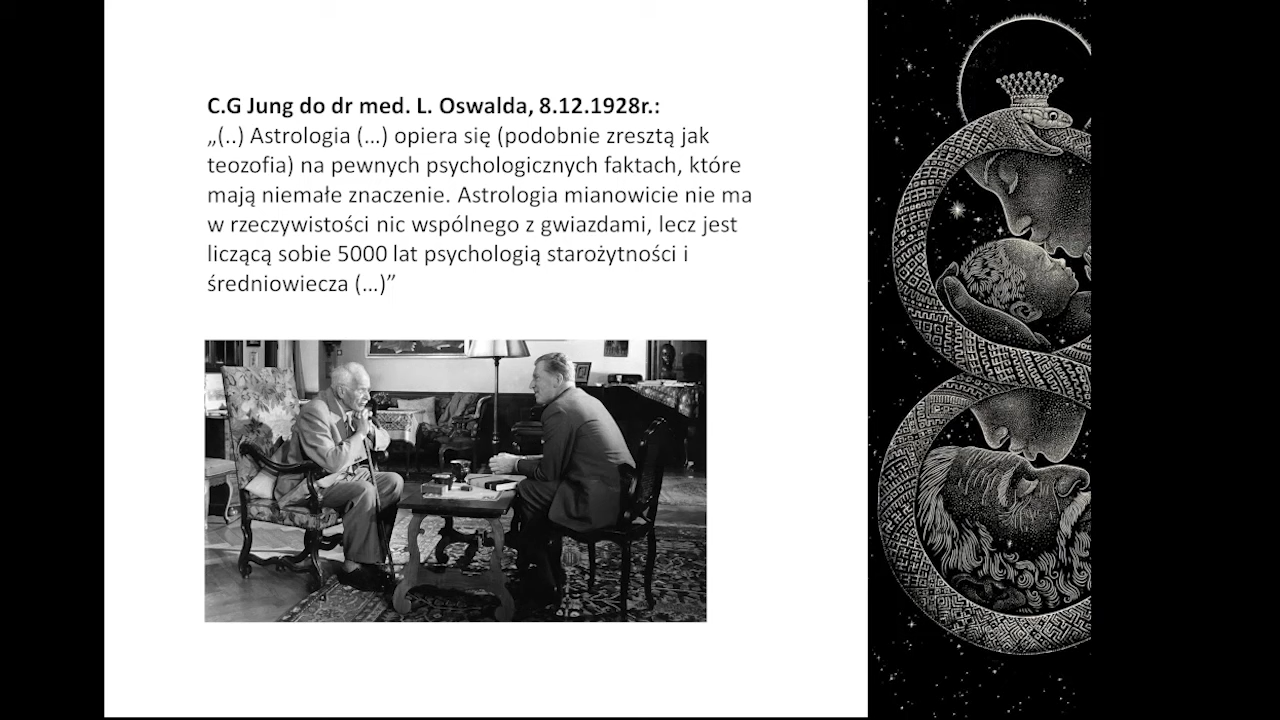 C.G Jung do dr med. L. Oswalda, 8.12.1928r.:
„(..) Astrologia (…) opiera się (podobnie zresztą jak
teozofia) na pewnych psychologicznych faktach, które
mają niemałe znaczenie. Astrologia mianowicie nie ma
w rzeczywistości nic wspólnego z gwiazdami, lecz jest
liczącą sobie 5000 lat psychologią starożytności i
średniowiecza (…)”